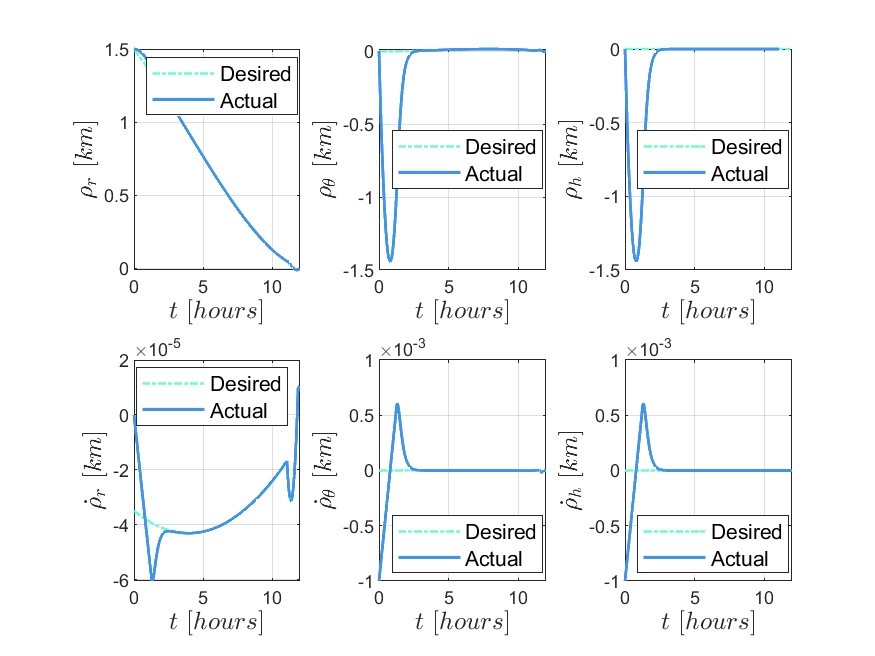 1.5
1
0.5
0
0 5 10
ρ_r [km]
t [hours]
Desired
Actual
0
-0.5
-1
-1.5
0 5 10
ρ_θ [km]
t [hours]
Desired
Actual
0
-0.5
-1
-1.5
0 5 10
ρ_h [km]
t [hours]
Desired
Actual
×10^-5
2
0
-2
-4
-6
0 5 10
ρ̇_r [km]
t [hours]
Desired
Actual
×10^-3
1
0.5
0
-0.5
-1
0 5 10
ρ̇_θ [km]
t [hours]
Desired
Actual
×10^-3
1
0.5
0
-0.5
-1
0 5 10
ρ̇_h [km]
t [hours]
Desired
Actual